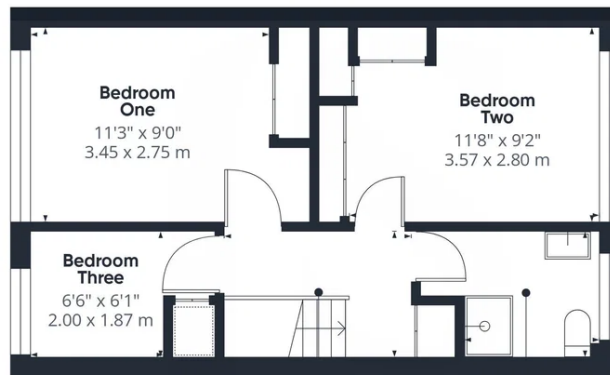 Bedroom
One
11'3" x 9'0"
3.45 x 2.75 m
Bedroom
Two
11'8" x 9'2"
3.57 x 2.80 m
Bedroom
Three
6'6" x 6'1"
2.00 x 1.87 m